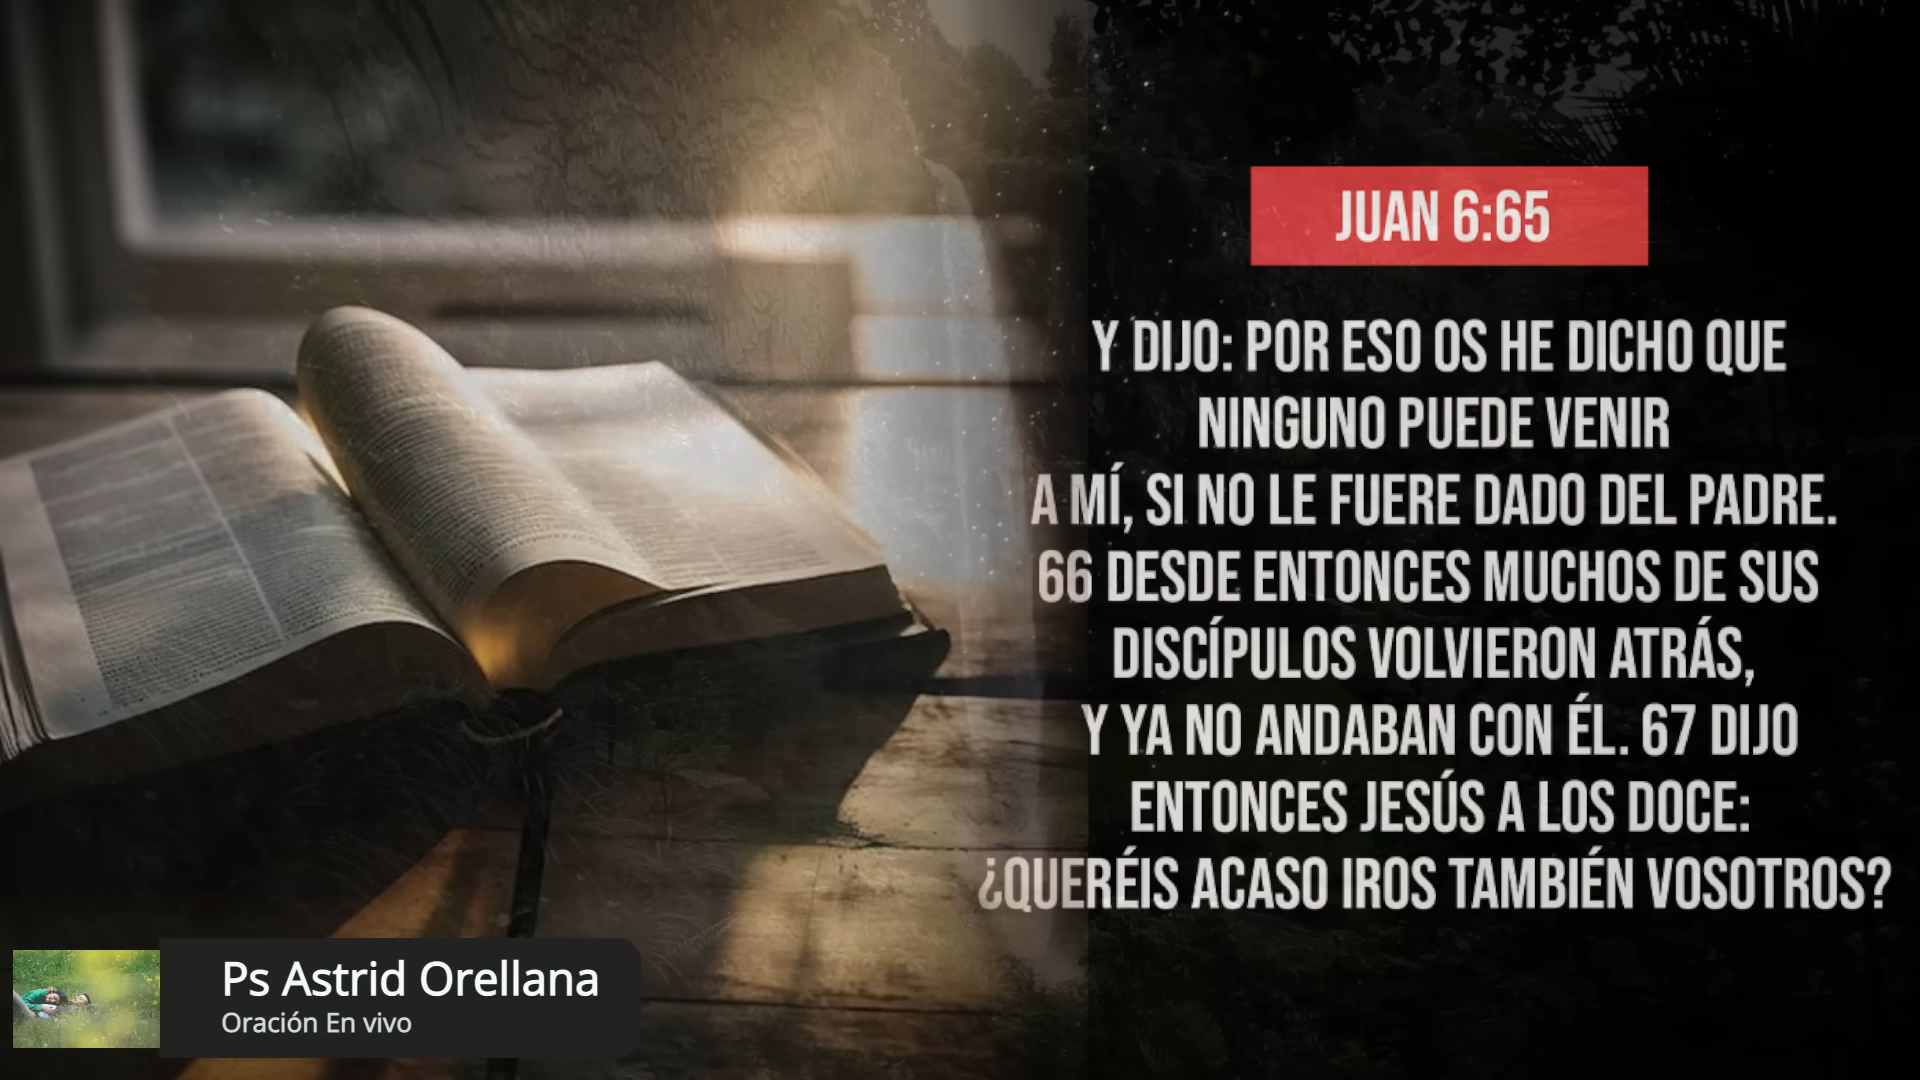 JUAN 6:65
Y DIJO: POR ESO OS HE DICHO QUE
NINGUNO PUEDE VENIR
A MÍ, SI NO LE FUERE DADO DEL PADRE.
66 DESDE ENTONCES MUCHOS DE SUS
DISCÍPULOS VOLVIERON ATRÁS,
Y YA NO ANDABAN CON ÉL. 67 DIJO
ENTONCES JESÚS A LOS DOCE:
¿QUERÉIS ACASO IROS TAMBIÉN VOSOTROS?
Ps Astrid Orellana
Oración En vivo